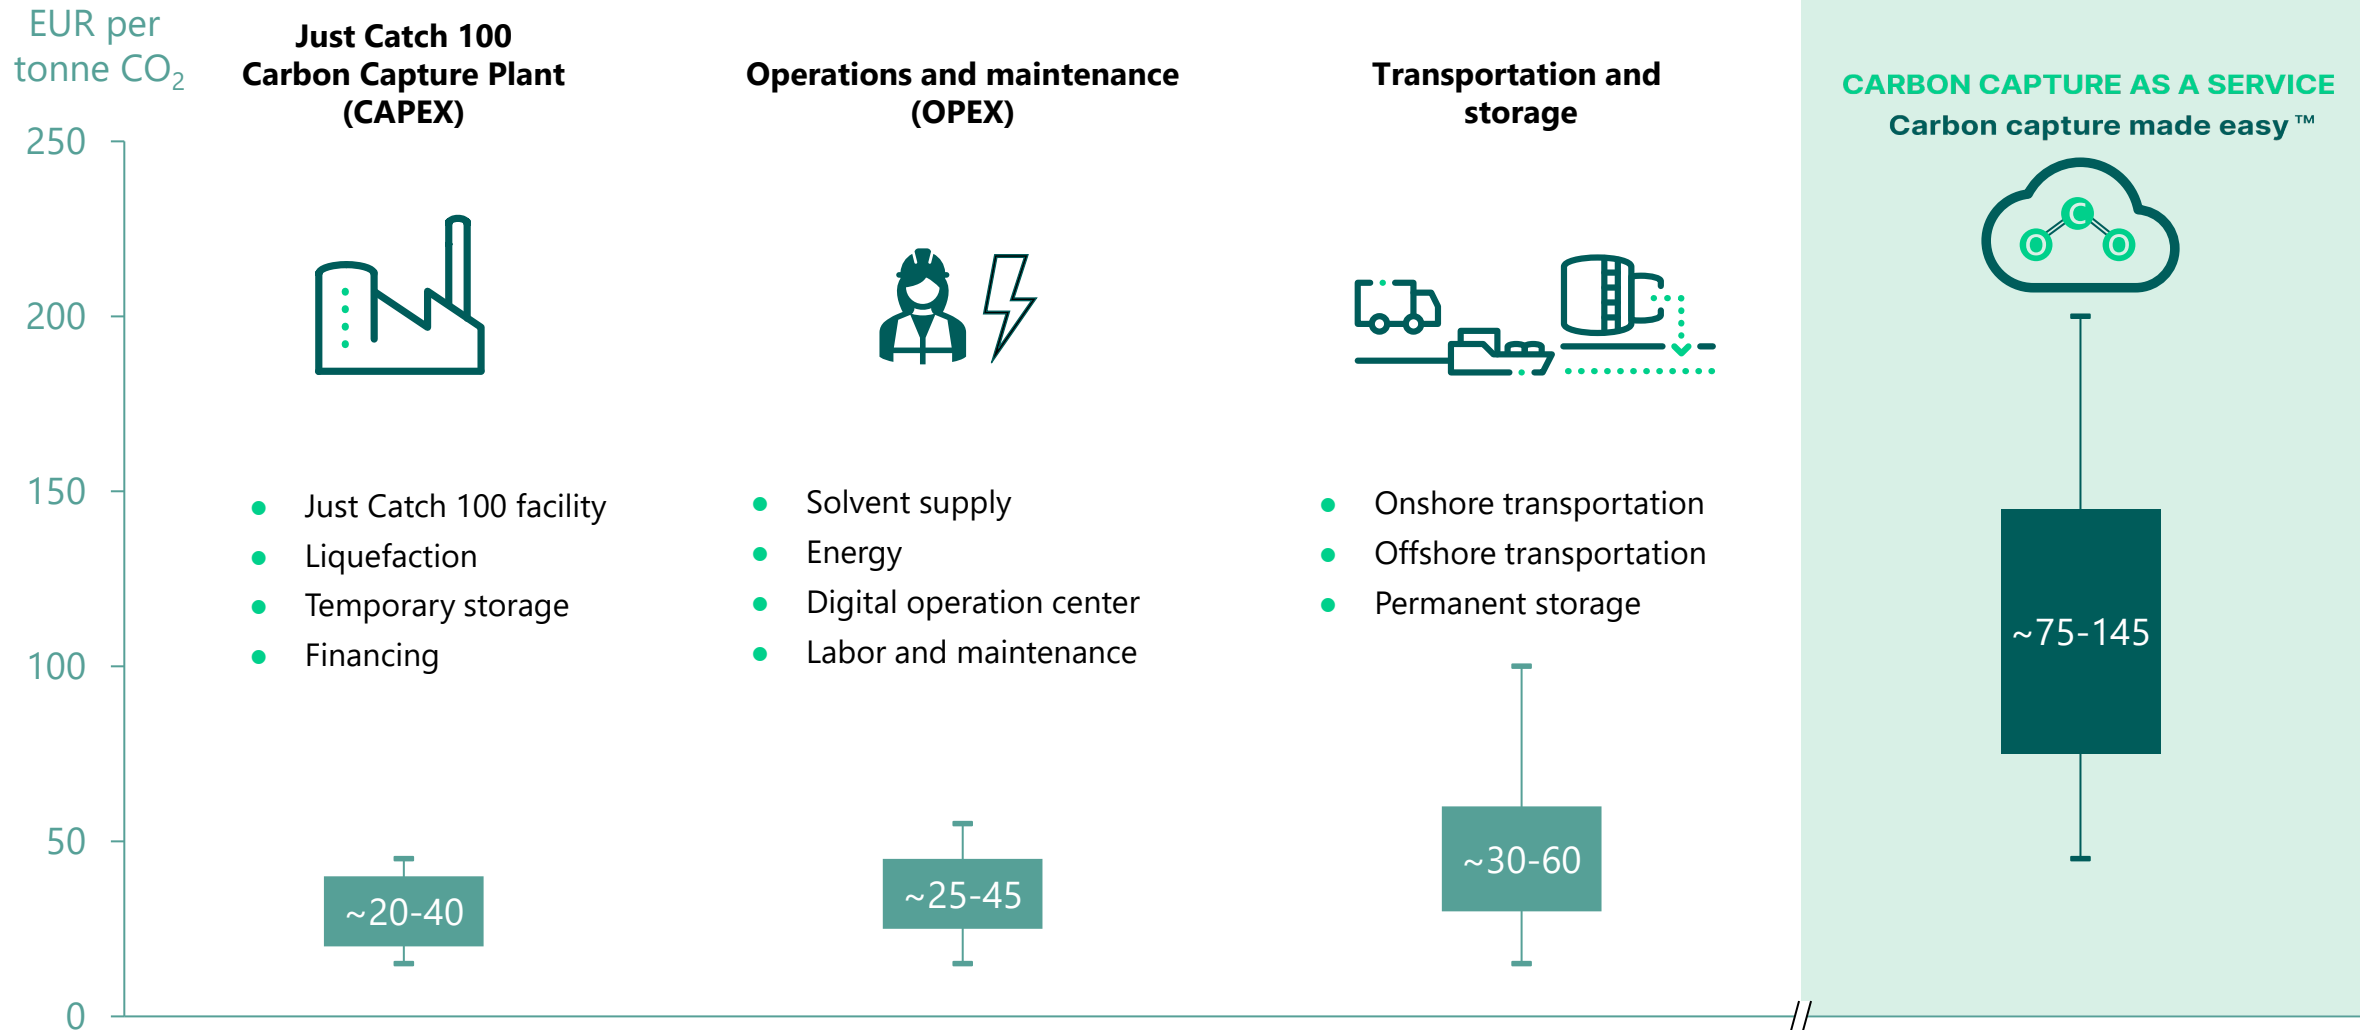 EUR per
tonne CO₂
Just Catch 100
Carbon Capture Plant
(CAPEX)
Operations and maintenance
(OPEX)
Transportation and
storage
CARBON CAPTURE AS A SERVICE
Carbon capture made easy™
C
O O
250
200
150
100
50
0
Just Catch 100 facility
Liquefaction
Temporary storage
Financing
Solvent supply
Energy
Digital operation center
Labor and maintenance
Onshore transportation
Offshore transportation
Permanent storage
~20-40
~25-45
~30-60
~75-145